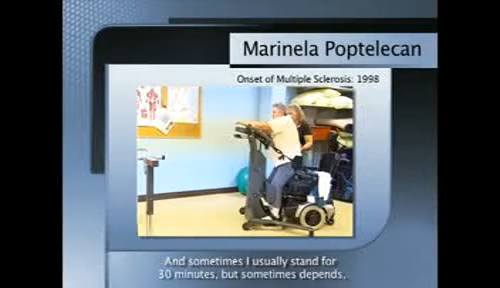 Marinela Poptelecan
Onset of Multiple Sclerosis: 1998
And sometimes I usually stand for
30 minutes, but sometimes depends,